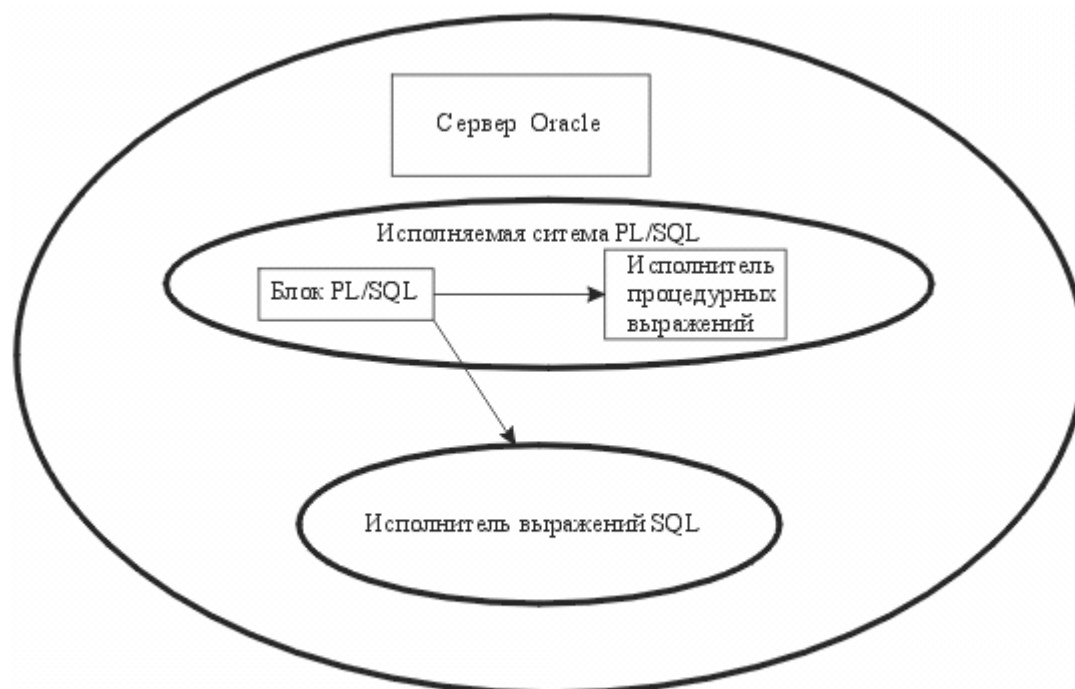 Сервер Oracle
Исполняемая ситема PL/SQL
Блок PL/SQL
Исполнитель
процедурных
выражений
Исполнитель выражений SQL